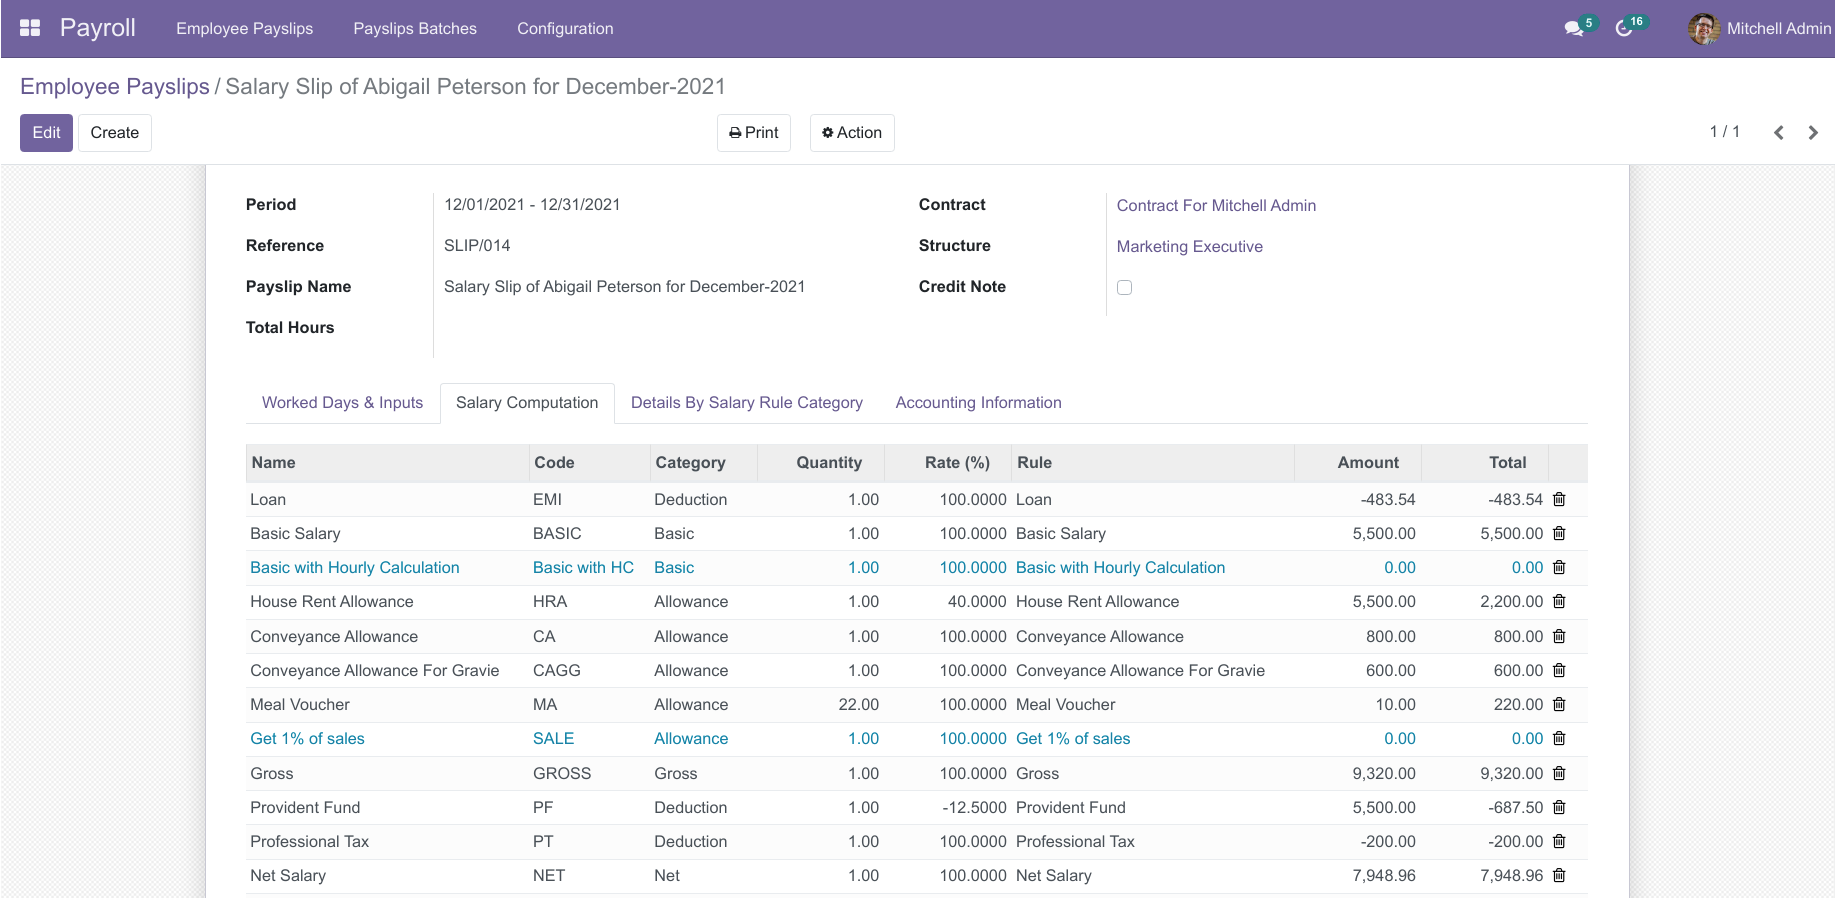 Payroll Employee Payslips Payslips Batches Configuration 5 16 Mitchell Admin
Employee Payslips / Salary Slip of Abigail Peterson for December-2021
Edit Create Print Action 1 / 1
Period 12/01/2021 - 12/31/2021 Contract Contract For Mitchell Admin
Reference SLIP/014 Structure Marketing Executive
Payslip Name Salary Slip of Abigail Peterson for December-2021 Credit Note
Total Hours
Worked Days & Inputs Salary Computation Details By Salary Rule Category Accounting Information
Name Code Category Quantity Rate (%) Rule Amount Total
Loan EMI Deduction 1.00 100.0000 Loan -483.54 -483.54
Basic Salary BASIC Basic 1.00 100.0000 Basic Salary 5,500.00 5,500.00
Basic with Hourly Calculation Basic with HC Basic 1.00 100.0000 Basic with Hourly Calculation 0.00 0.00
House Rent Allowance HRA Allowance 1.00 40.0000 House Rent Allowance 5,500.00 2,200.00
Conveyance Allowance CA Allowance 1.00 100.0000 Conveyance Allowance 800.00 800.00
Conveyance Allowance For Gravie CAGG Allowance 1.00 100.0000 Conveyance Allowance For Gravie 600.00 600.00
Meal Voucher MA Allowance 22.00 100.0000 Meal Voucher 10.00 220.00
Get 1% of sales SALE Allowance 1.00 100.0000 Get 1% of sales 0.00 0.00
Gross GROSS Gross 1.00 100.0000 Gross 9,320.00 9,320.00
Provident Fund PF Deduction 1.00 -12.5000 Provident Fund 5,500.00 -687.50
Professional Tax PT Deduction 1.00 100.0000 Professional Tax -200.00 -200.00
Net Salary NET Net 1.00 100.0000 Net Salary 7,948.96 7,948.96